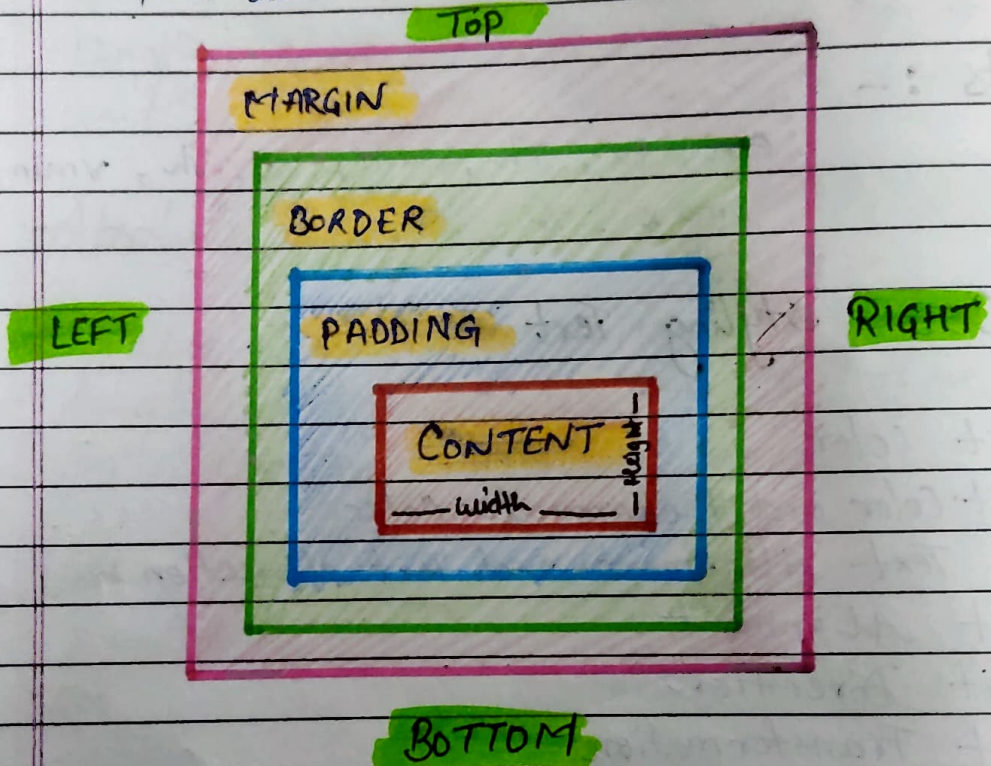 TOP
MARGIN
BORDER
LEFT
PADDING
RIGHT
CONTENT
Height
width
BOTTOM